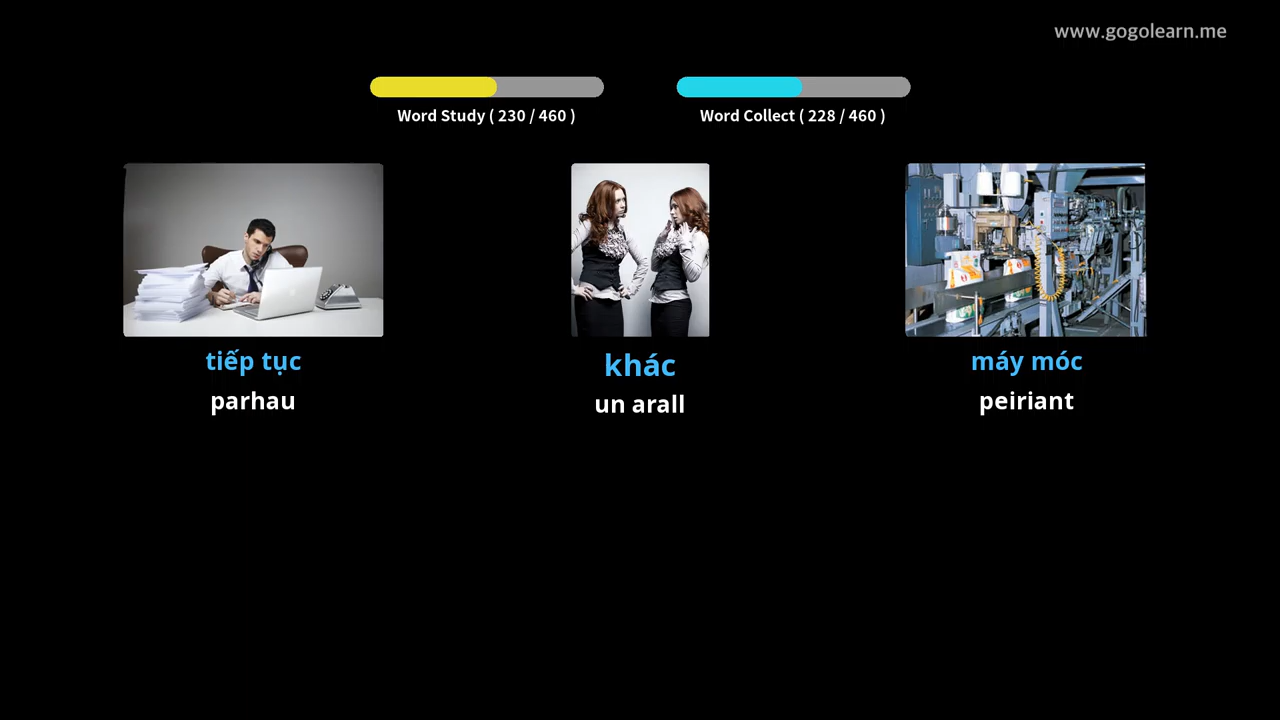 www.gogolearn.me
Word Study ( 230 / 460 )
Word Collect ( 228 / 460 )
tiếp tục
parhau
khác
un arall
máy móc
peiriant